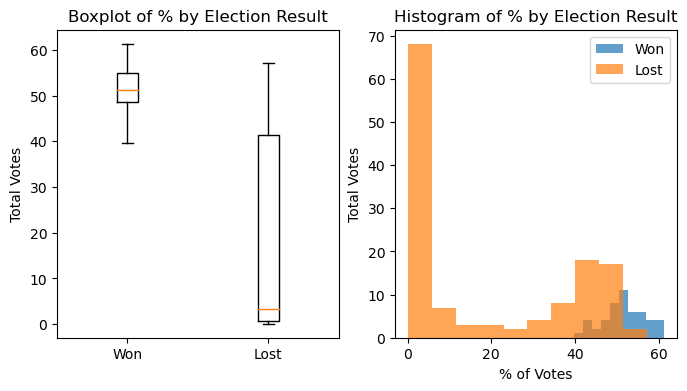 Boxplot of % by Election Result
Total Votes
60
50
40
30
20
10
0
Won
Lost
Histogram of % by Election Result
Total Votes
70
60
50
40
30
20
10
0
Won
Lost
0
20
40
60
% of Votes